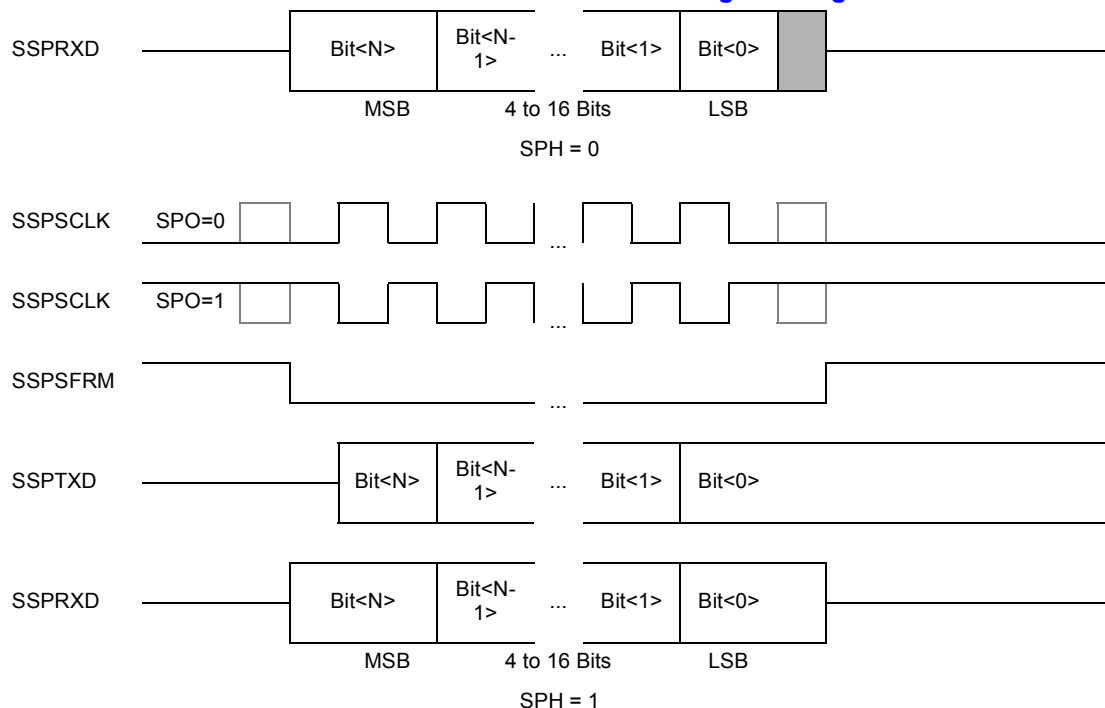 SSPRXD Bit<N> Bit<N-1> ... Bit<1> Bit<0>
MSB 4 to 16 Bits LSB
SPH = 0
SSPSCLK SPO=0 ...
SSPSCLK SPO=1 ...
SSPSFRM ...
SSPTXD Bit<N> Bit<N-1> ... Bit<1> Bit<0>
SSPRXD Bit<N> Bit<N-1> ... Bit<1> Bit<0>
MSB 4 to 16 Bits LSB
SPH = 1